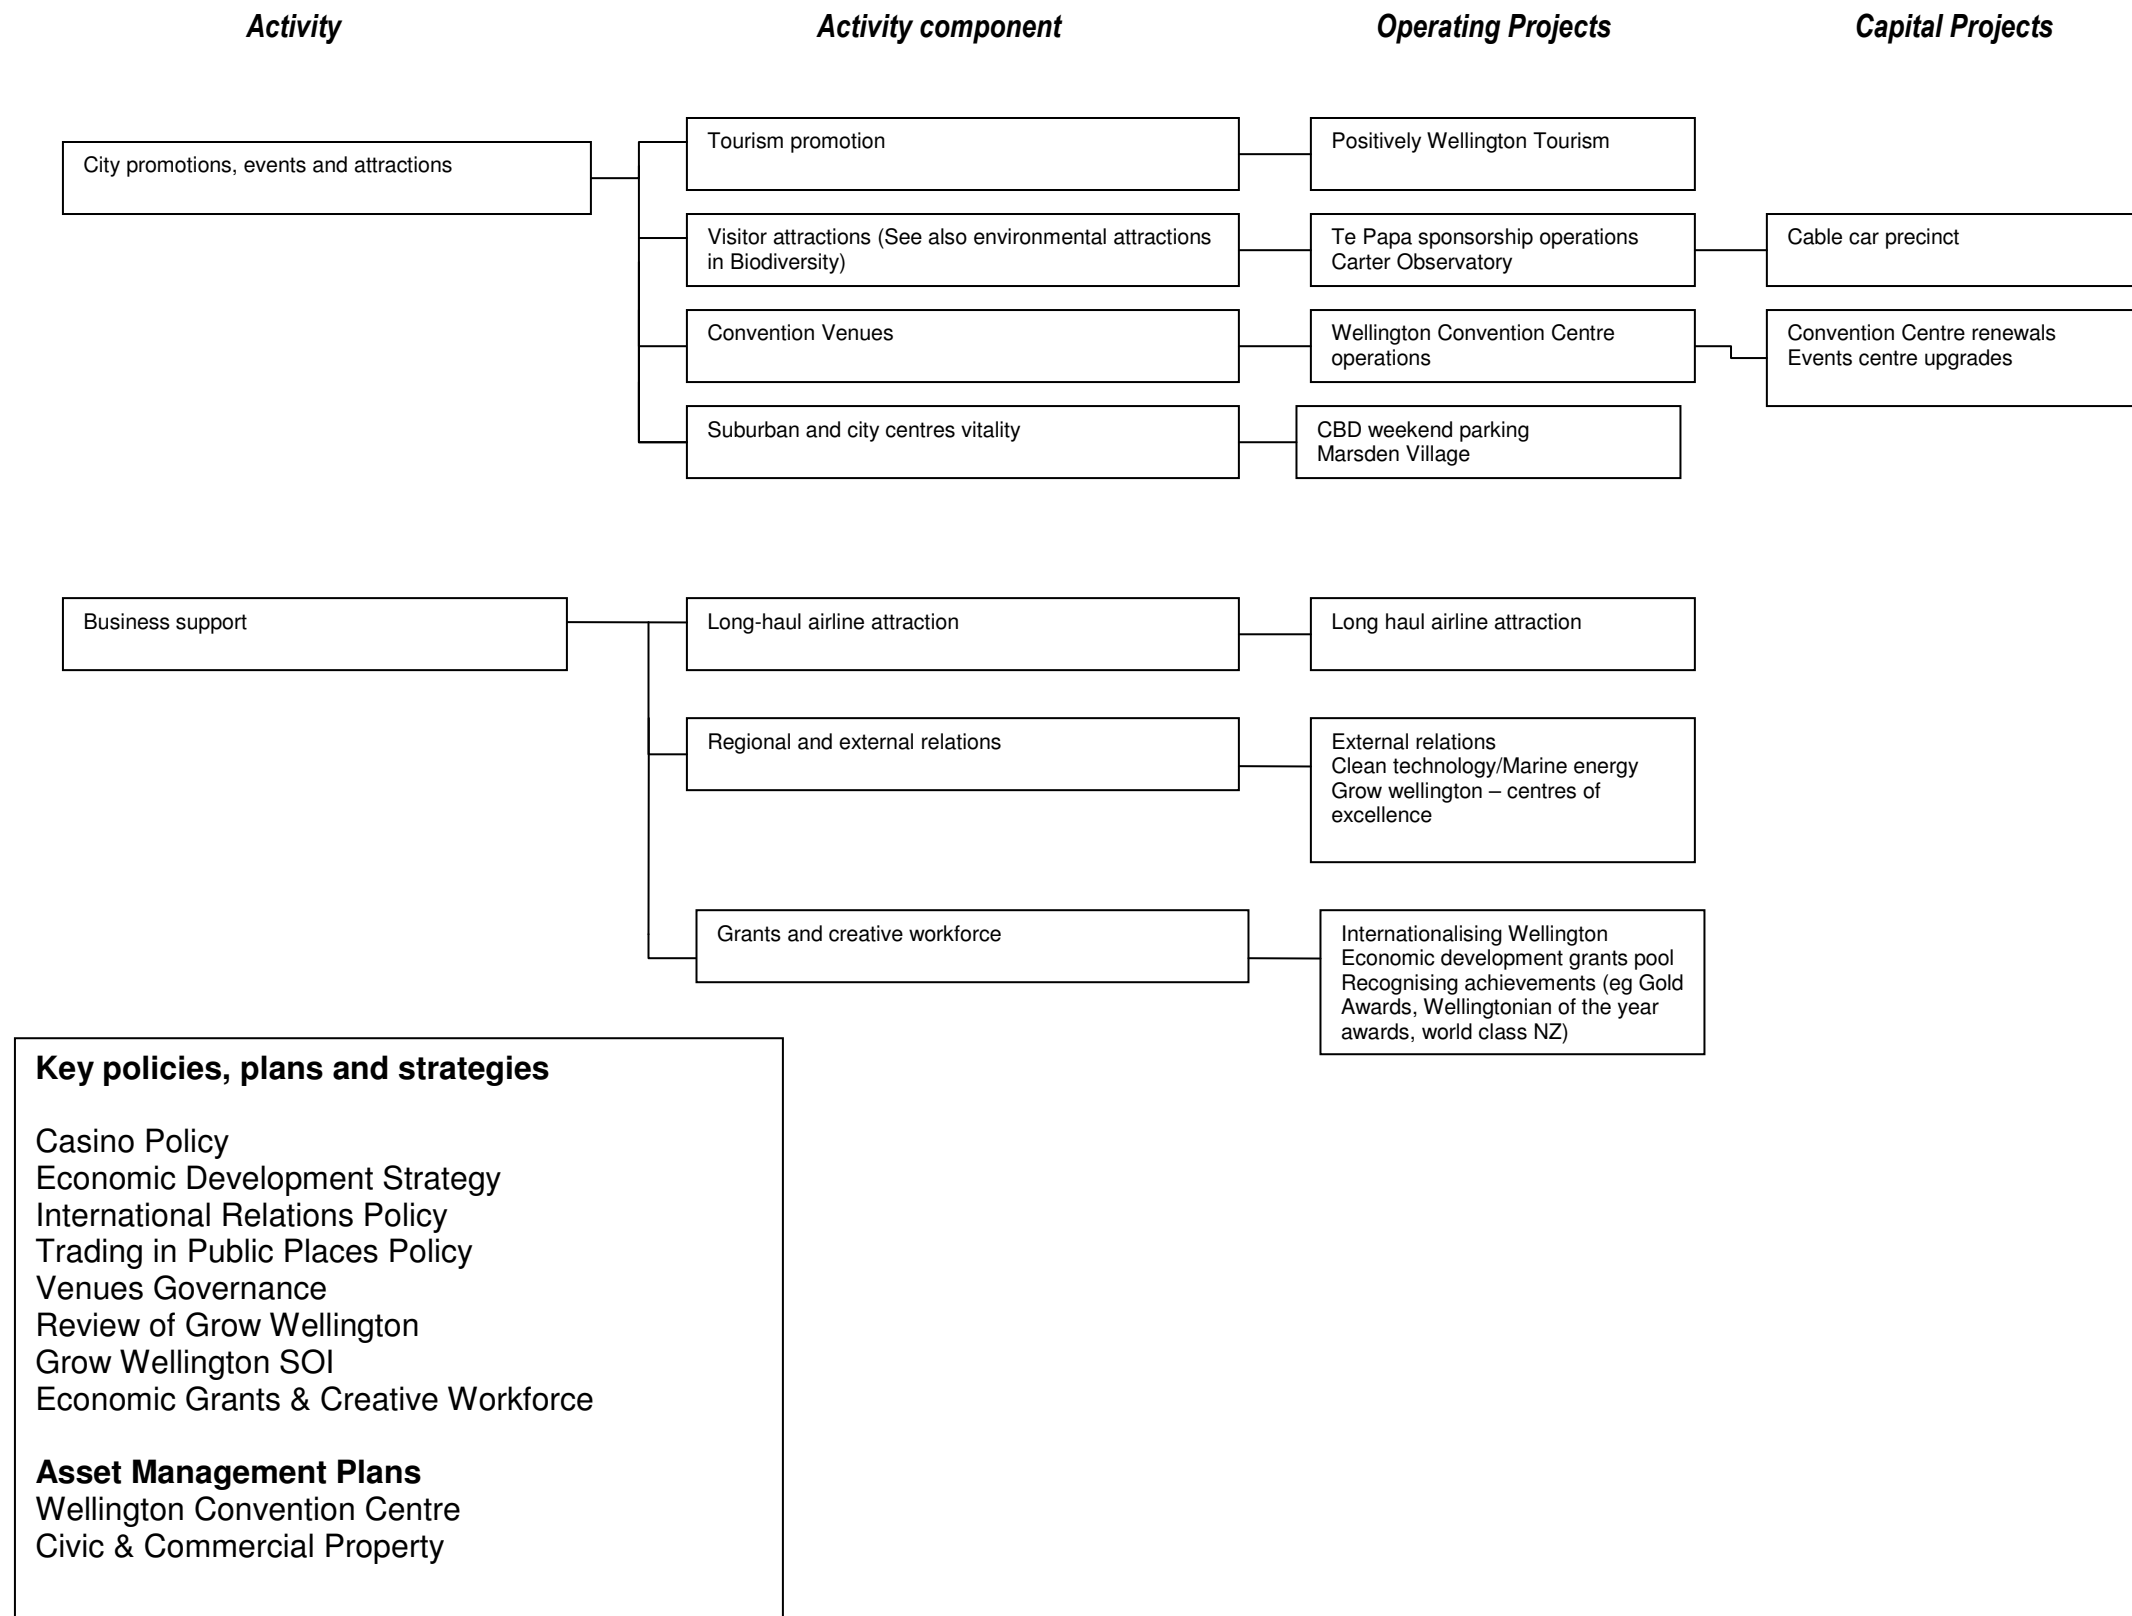 Activity
Activity component
Operating Projects
Capital Projects
City promotions, events and attractions
Tourism promotion
Positively Wellington Tourism
Visitor attractions (See also environmental attractions
in Biodiversity)
Te Papa sponsorship operations
Carter Observatory
Cable car precinct
Convention Venues
Wellington Convention Centre
operations
Convention Centre renewals
Events centre upgrades
Suburban and city centres vitality
CBD weekend parking
Marsden Village
Business support
Long-haul airline attraction
Long haul airline attraction
Regional and external relations
External relations
Clean technology/Marine energy
Grow wellington – centres of
excellence
Grants and creative workforce
Internationalising Wellington
Economic development grants pool
Recognising achievements (eg Gold
Awards, Wellingtonian of the year
awards, world class NZ)
Key policies, plans and strategies
Casino Policy
Economic Development Strategy
International Relations Policy
Trading in Public Places Policy
Venues Governance
Review of Grow Wellington
Grow Wellington SOI
Economic Grants & Creative Workforce
Asset Management Plans
Wellington Convention Centre
Civic & Commercial Property